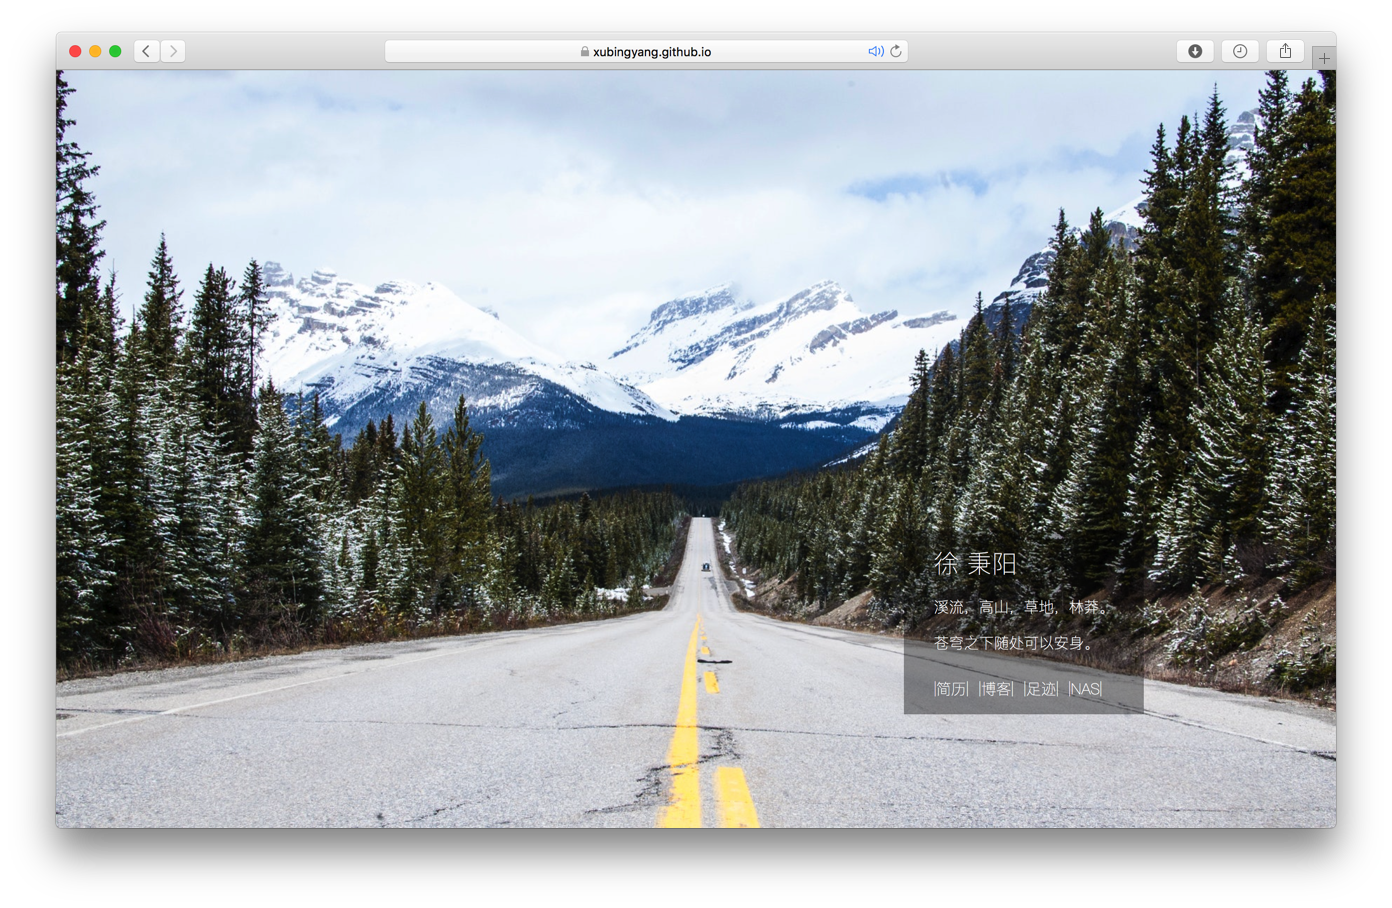 xubingyang.github.io
徐 秉阳
溪流，高山，草地，林莽。
苍穹之下随处可以安身。
|简历| |博客| |足迹| |NAS|